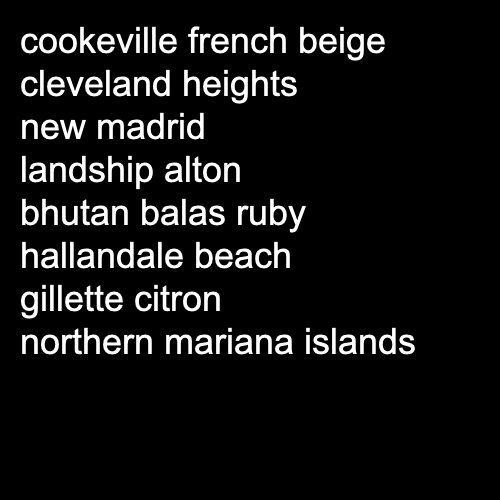 cookeville french beige
cleveland heights
new madrid
landship alton
bhutan balas ruby
hallandale beach
gillette citron
northern mariana islands